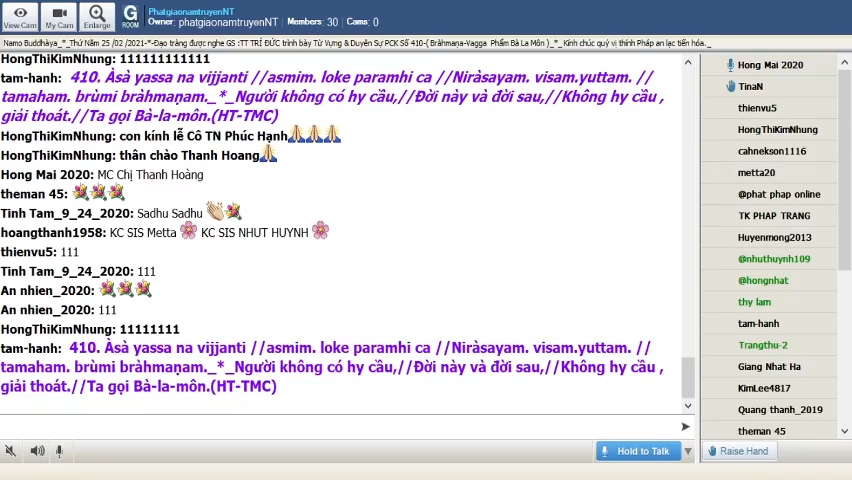 View Cam
My Cam
Enlarge
G
ROOM
PhatgiaonamtruyenNT
Owner: phatgiaonamtruyenNT
Members: 30
Cams: 0
Namo Buddhàya_*_Thứ Năm 25 /02 /2021-*-Đạo tràng được nghe GS :TT TRÍ ĐỨC trình bày Từ Vựng & Duyên Sự PCK Số 410-( Bràhmaṇa-Vagga Phẩm Bà La Môn )_*_ Kính chúc quý vị thính Pháp an lạc tiến hóa._
HongThiKimNhung: 111111111111
tam-hanh: 410. Àsà yassa na vijjanti //asmim. loke paramhi ca //Niràsayam. visam.yuttam. //
tamaham. brùmi bràhmaṇam._*_Người không có hy cầu,//Đời này và đời sau,//Không hy cầu ,
giải thoát.//Ta gọi Bà-la-môn.(HT-TMC)
HongThiKimNhung: con kính lễ Cô TN Phúc Hạnh
HongThiKimNhung: thân chào Thanh Hoang
Hong Mai 2020: MC Chị Thanh Hoàng
theman 45:
Tinh Tam_9_24_2020: Sadhu Sadhu
hoangthanh1958: KC SIS Metta KC SIS NHUT HUYNH
thienvu5: 111
Tinh Tam_9_24_2020: 111
An nhien_2020:
An nhien_2020: 111
HongThiKimNhung: 11111111
tam-hanh: 410. Àsà yassa na vijjanti //asmim. loke paramhi ca //Niràsayam. visam.yuttam. //
tamaham. brùmi bràhmaṇam._*_Người không có hy cầu,//Đời này và đời sau,//Không hy cầu ,
giải thoát.//Ta gọi Bà-la-môn.(HT-TMC)
Hold to Talk
Hong Mai 2020
TinaN
thienvu5
HongThiKimNhung
cahnekson1116
metta20
@phat phap online
TK PHAP TRANG
Huyenmong2013
@nhuthuynh109
@hongnhat
thy lam
tam-hanh
Trangthu-2
Giang Nhat Ha
KimLee4817
Quang thanh_2019
theman 45
Raise Hand